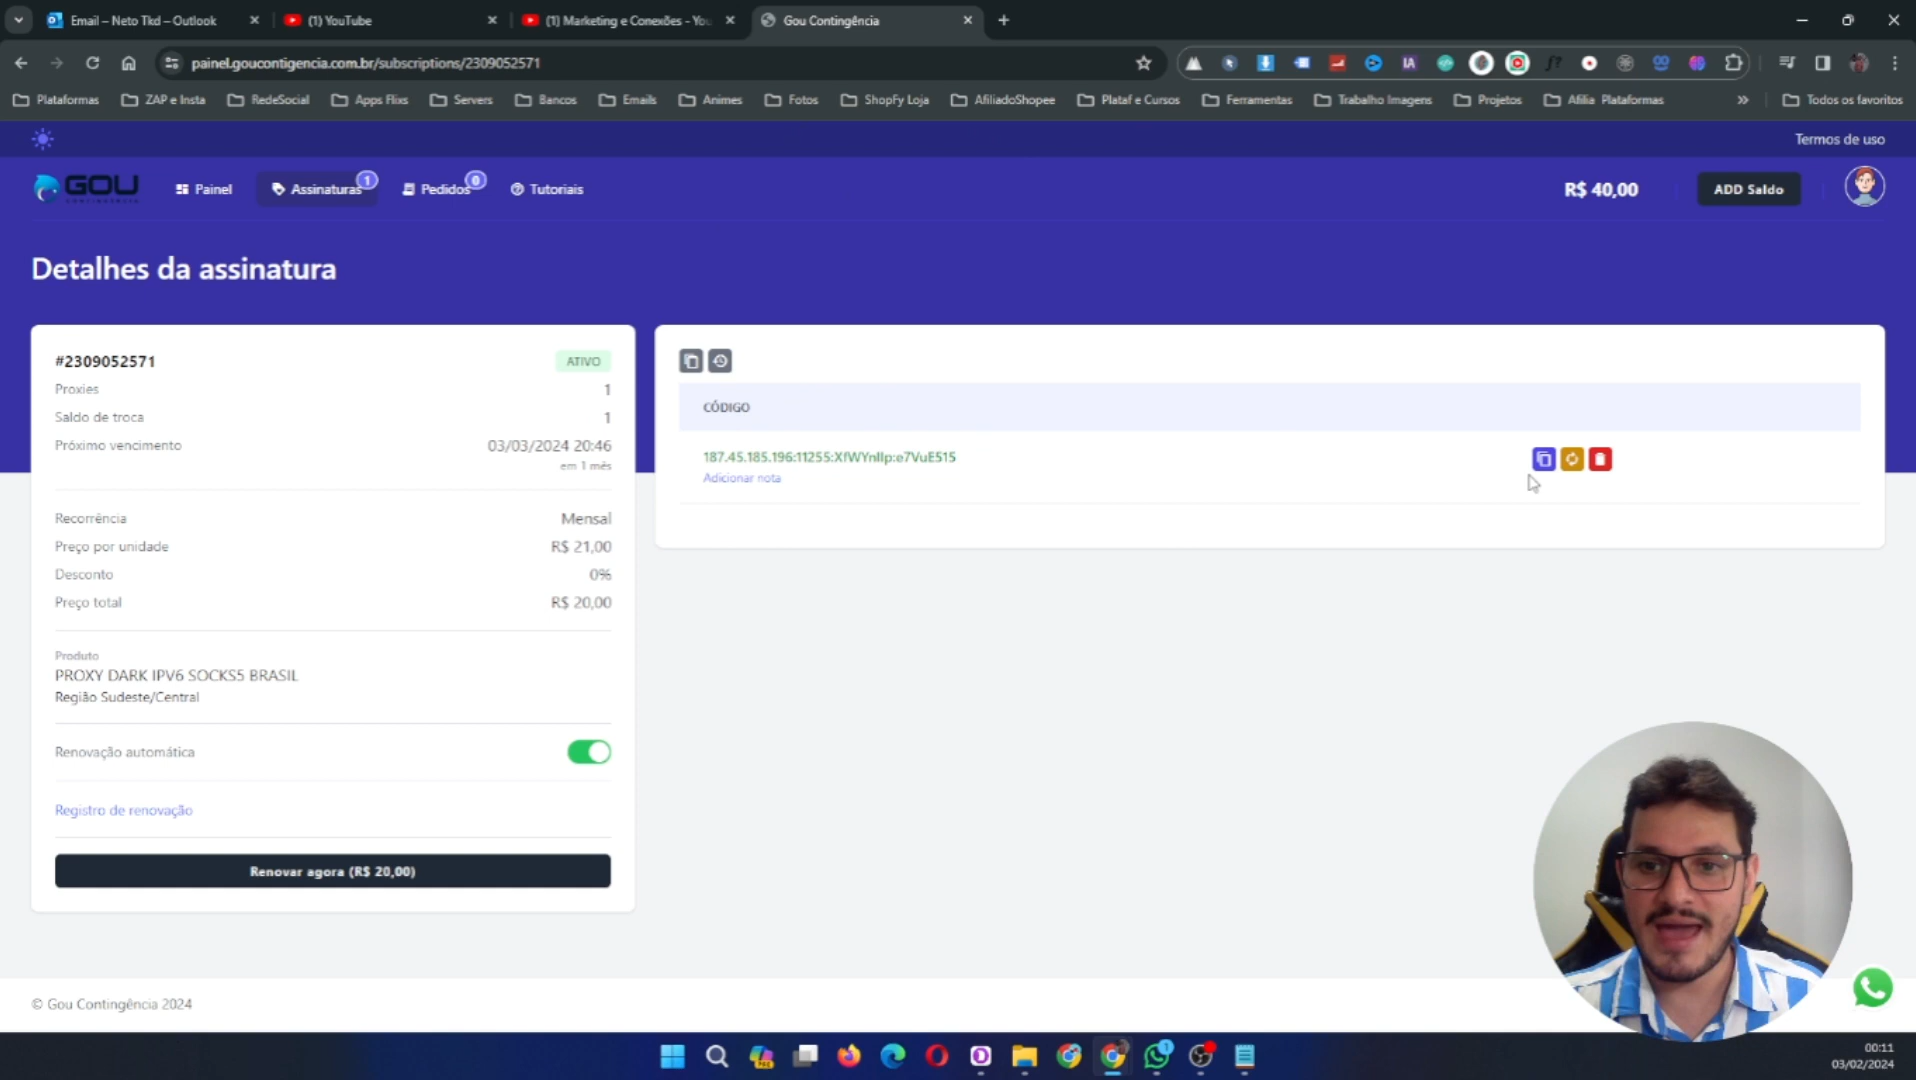 Email – Neto Tkd – Outlook
(1) YouTube
(1) Marketing e Conexões - You
Gou Contingência
painel.goucontigencia.com.br/subscriptions/2309052571
Plataformas
ZAP e Insta
RedeSocial
Apps Flixs
Servers
Bancos
Emails
Animes
Fotos
ShopFy Loja
AfiliadoShopee
Plataf e Cursos
Ferramentas
Trabalho Imagens
Projetos
Afilia Plataformas
Todos os favoritos
Termos de uso
GOU
Painel
Assinaturas
1
Pedidos
0
Tutoriais
R$ 40,00
ADD Saldo
Detalhes da assinatura
#2309052571
ATIVO
Proxies
1
Saldo de troca
1
Próximo vencimento
03/03/2024 20:46
em 1 mês
Recorrência
Mensal
Preço por unidade
R$ 21,00
Desconto
0%
Preço total
R$ 20,00
Produto
PROXY DARK IPV6 SOCKS5 BRASIL
Região Sudeste/Central
Renovação automática
Registro de renovação
Renovar agora (R$ 20,00)
CÓDIGO
187.45.185.196:11255:XfWYnllp:e7VuE515
Adicionar nota
© Gou Contingência 2024
00:11
03/02/2024